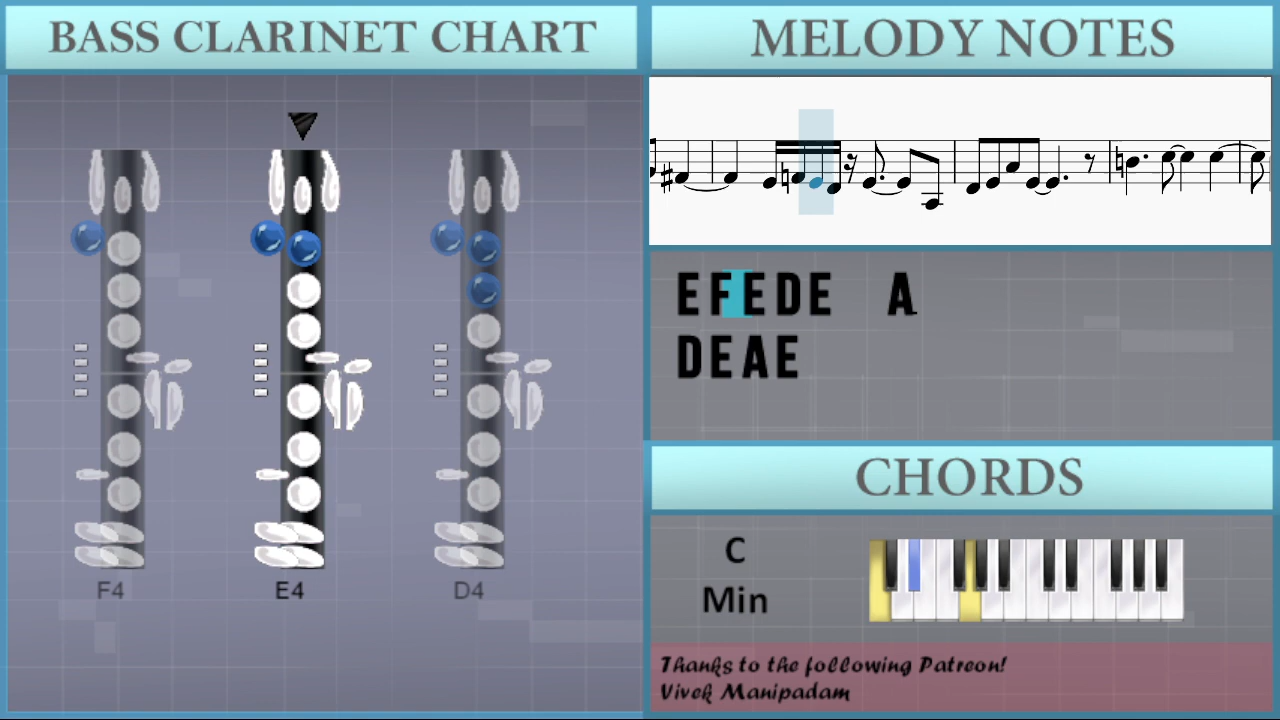 BASS CLARINET CHART
MELODY NOTES
EFEDE A
DEAE
F4 E4 D4
CHORDS
C
Min
Thanks to the following Patreon!
Vivek Manipadam